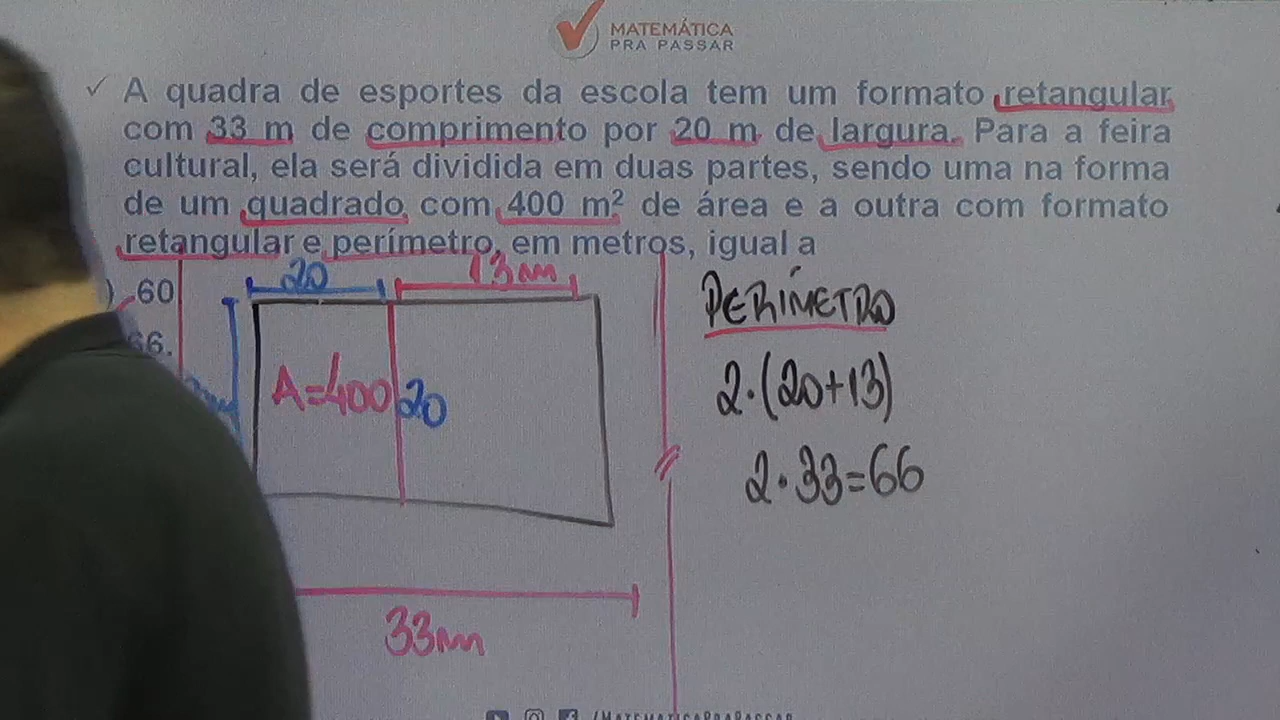 MATEMÁTICA
PRA PASSAR
✓ A quadra de esportes da escola tem um formato retangular
com 33 m de comprimento por 20 m de largura. Para a feira
cultural, ela será dividida em duas partes, sendo uma na forma
de um quadrado com 400 m² de área e a outra com formato
retangular e perímetro, em metros, igual a
) 60
66.
20
13m
A=400
20
33m
PERÍMETRO
2·(20+13)
2·33=66
/MATEMATICAPRAPASSAR